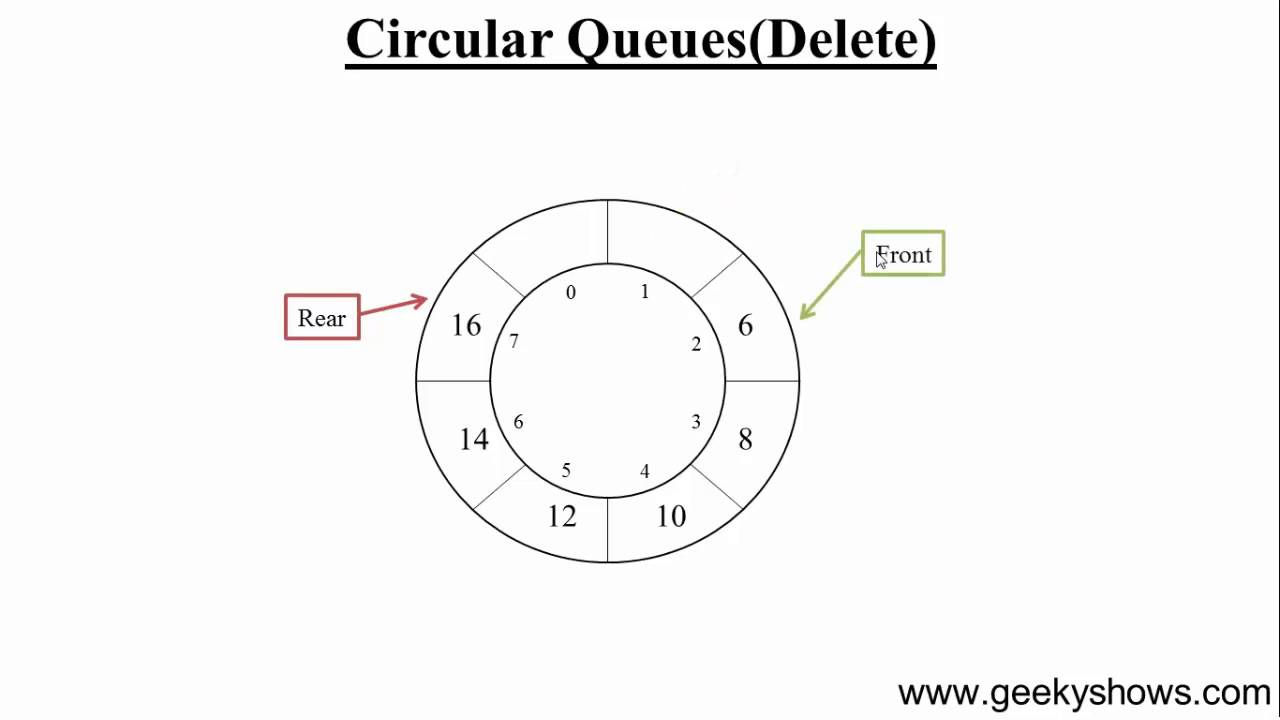 Circular Queues(Delete)
Front
Rear
0 1
16 7 2 6
14 6 3 8
5 4
12 10
www.geekyshows.com